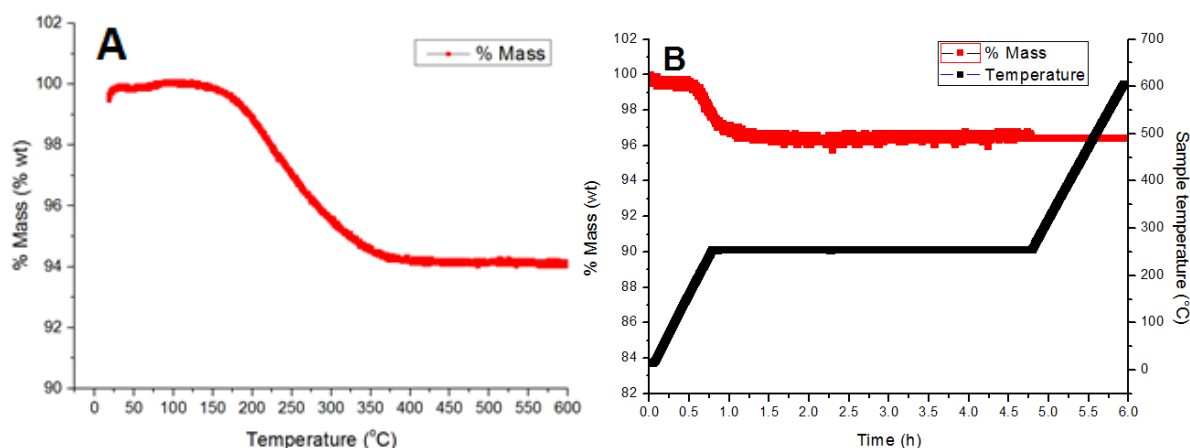 A
% Mass
% Mass (% wt)
102
100
98
96
94
92
90
0 50 100 150 200 250 300 350 400 450 500 550 600
Temperature (°C)
B
% Mass
Temperature
% Mass (wt)
102
100
98
96
94
92
90
88
86
84
82
700
600
500
400
300
200
100
0
Sample temperature (°C)
0.0 0.5 1.0 1.5 2.0 2.5 3.0 3.5 4.0 4.5 5.0 5.5 6.0
Time (h)